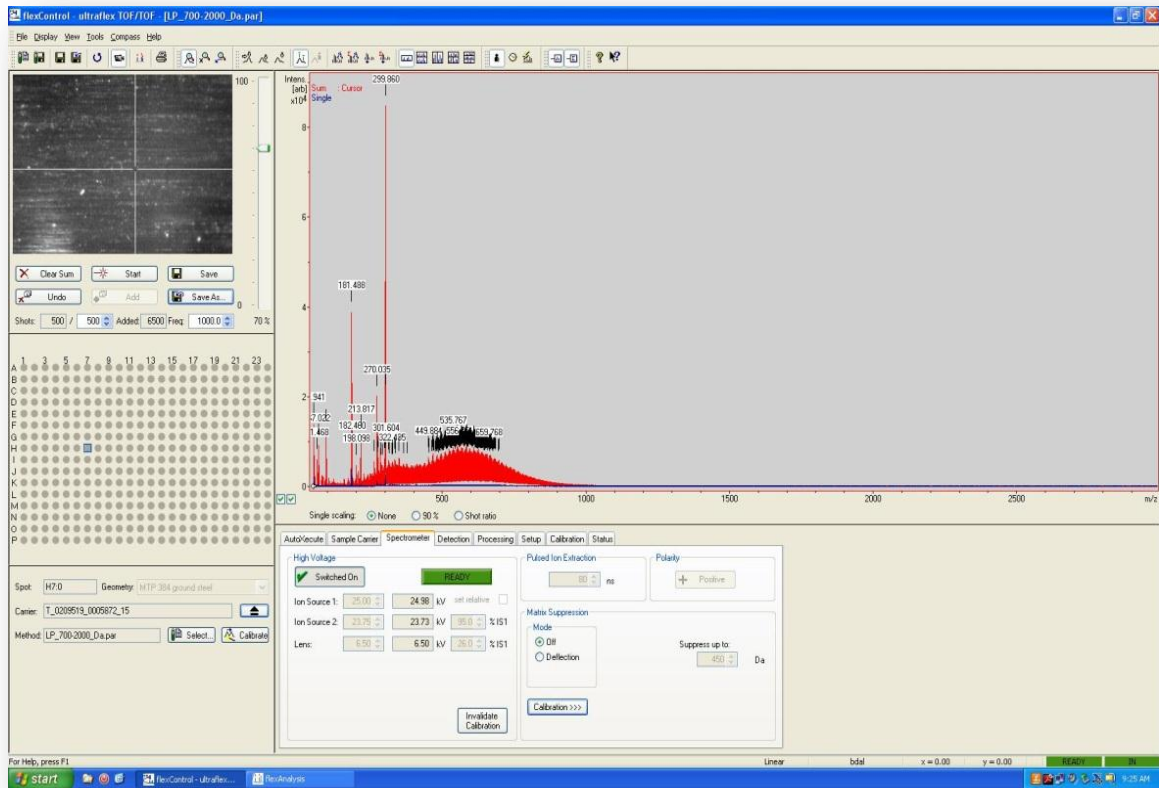 flexControl - ultraflex TOF/TOF - [LP_700-2000_Da.par]
File Display View Tools Compass Help
100
0
Clear Sum Start Save
Undo Add Save As...
Shots: 500 / 500 Added: 6500 Freq: 1000.0 70 %
1 3 5 7 9 11 13 15 17 19 21 23
A
B
C
D
E
F
G
H
I
J
K
L
M
N
O
P
Spot: H7:0 Geometry: MTP 384 ground steel
Carrier: T_0209519_0005872_15
Method: LP_700-2000_Da.par Select... Calibrate
Intens.
[arb]
x104
Sum : Cursor
Single
299.860
8
6
181.488
4
270.035
2
.941
213.817
535.767
182.480
301.604
449.884
659.768
1.468
198.098
0
500 1000 1500 2000 2500 m/z
Single scaling: None 90 % Shot ratio
AutoXecute Sample Carrier Spectrometer Detection Processing Setup Calibration Status
High Voltage
Switched On READY
Ion Source 1: 25.00 24.98 kV set relative
Ion Source 2: 23.73 kV 95.0 % IS1
Lens: 6.50 6.50 kV 26.0 % IS1
Invalidate
Calibration
Pulsed Ion Extraction
80 ns
Polarity
Positive
Matrix Suppression
Mode
Off
Deflection
Suppress up to:
450 Da
Calibration >>>
For Help, press F1 Linear bdal x = 0.00 y = 0.00 READY IN
start flexControl - ultraflex... flexAnalysis 9:25 AM